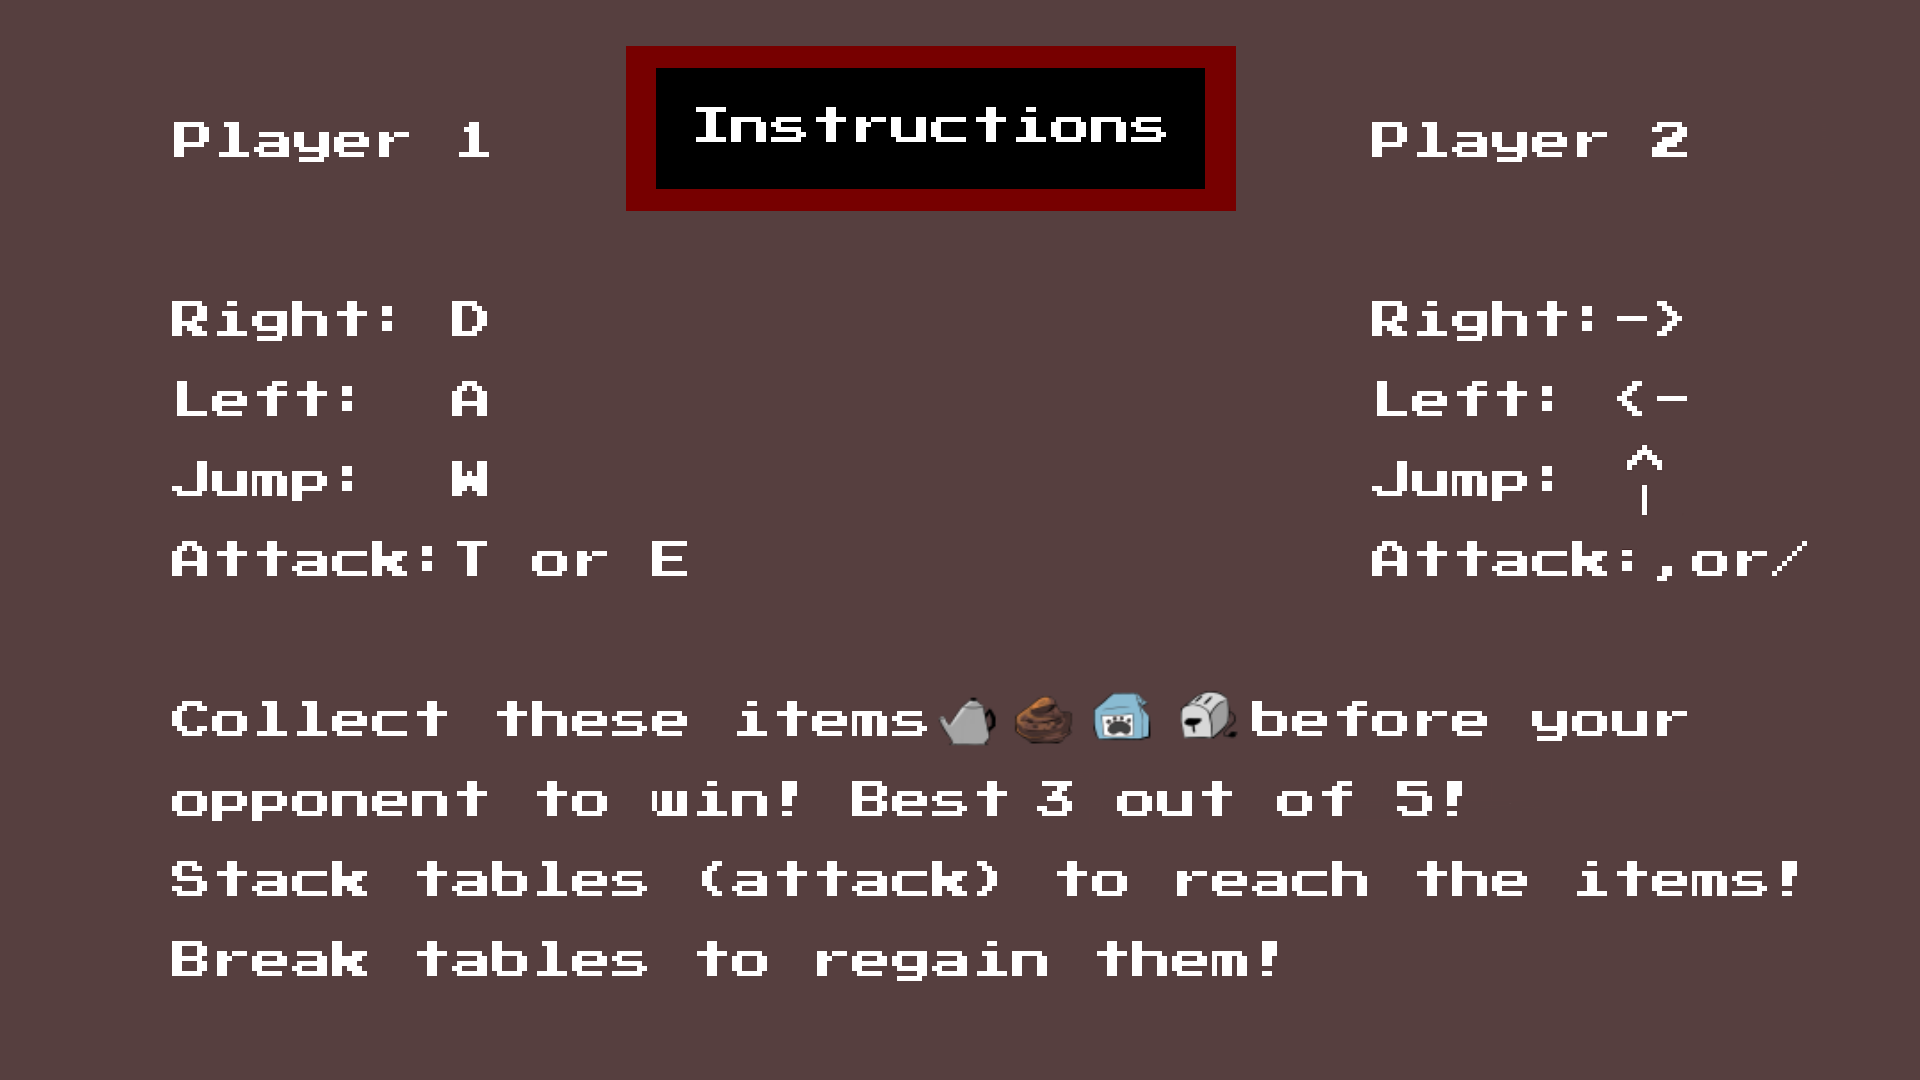 Instructions
Player 1
Right: D
Left: A
Jump: W
Attack:T or E
Player 2
Right:->
Left: <-
Jump: ^
|
Attack:,or/
Collect these items before your
opponent to win! Best 3 out of 5!
Stack tables (attack) to reach the items!
Break tables to regain them!